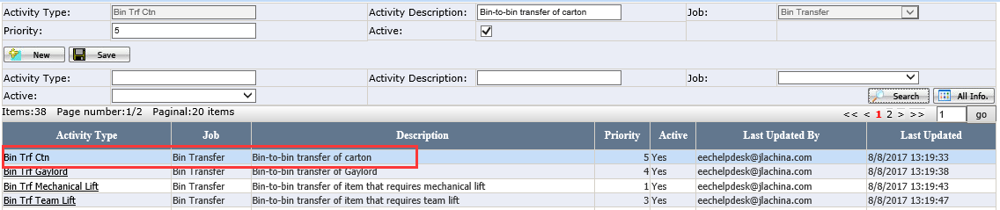 Activity Type: Bin Trf Ctn Activity Description: Bin-to-bin transfer of carton Job: Bin Transfer
Priority: 5 Active:
New Save
Activity Type: Activity Description: Job:
Active: Search All Info.
Items:38 Page number:1/2 Paginal:20 items << < 1 2 > >> 1 go
Activity Type Job Description Priority Active Last Updated By Last Updated
Bin Trf Ctn Bin Transfer Bin-to-bin transfer of carton 5 Yes eechelpdesk@jlachina.com 8/8/2017 13:19:33
Bin Trf Gaylord Bin Transfer Bin-to-bin transfer of Gaylord 4 Yes eechelpdesk@jlachina.com 8/8/2017 13:19:38
Bin Trf Mechanical Lift Bin Transfer Bin-to-bin transfer of item that requires mechanical lift 1 Yes eechelpdesk@jlachina.com 8/8/2017 13:19:43
Bin Trf Team Lift Bin Transfer Bin-to-bin transfer of item that requires team lift 3 Yes eechelpdesk@jlachina.com 8/8/2017 13:19:47